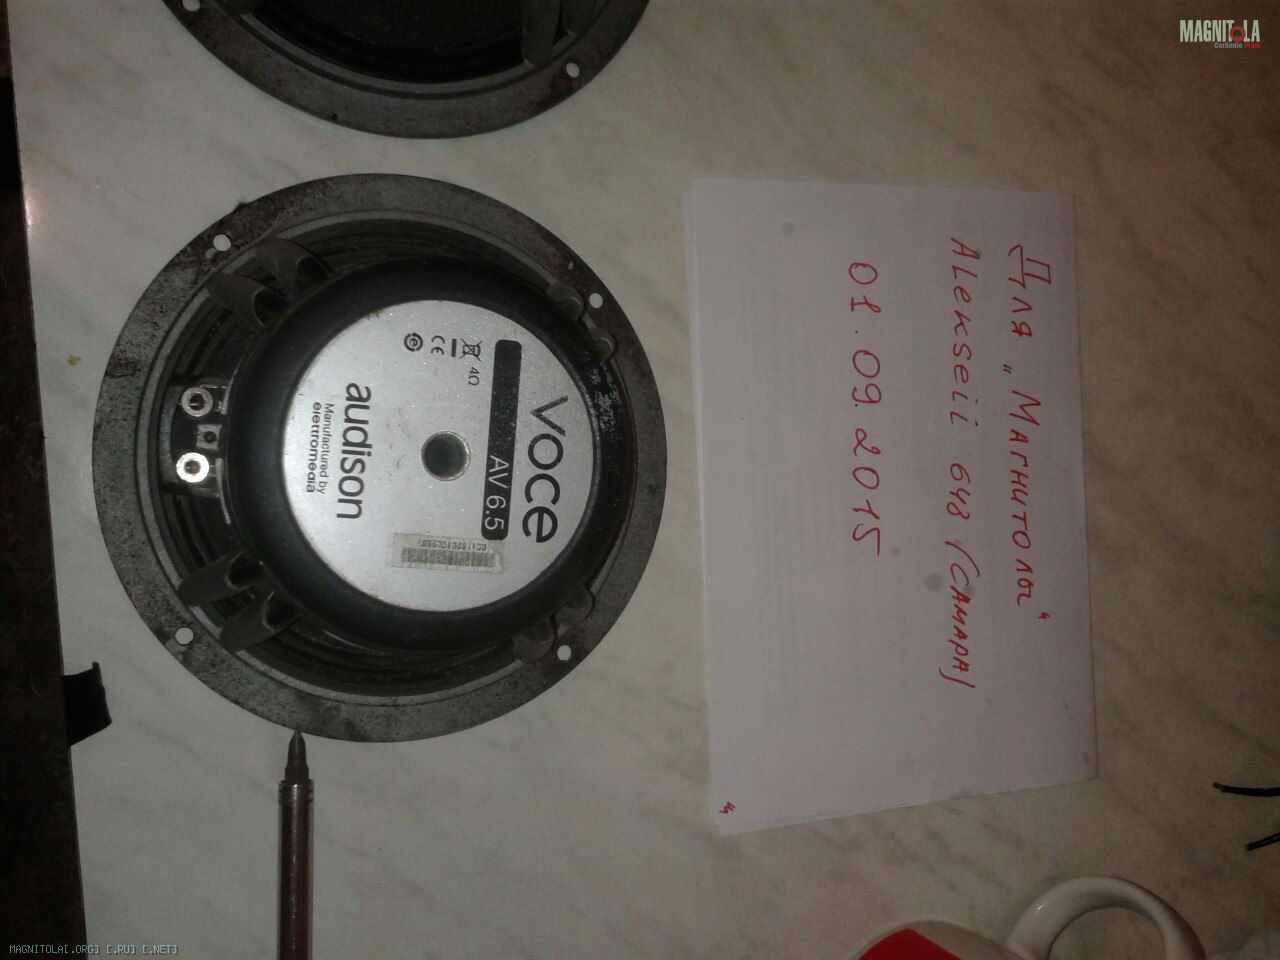 MAGNITOLA
CarAudio Team
Для „Магнитолы“
Alekseii 648 (Самара)
01.09.2015
voce
AV 6.5
4Ω
CE
audison
Manufactured by
elettromedia
MAGNITOLA[.ORG] [.RU] [.NET]